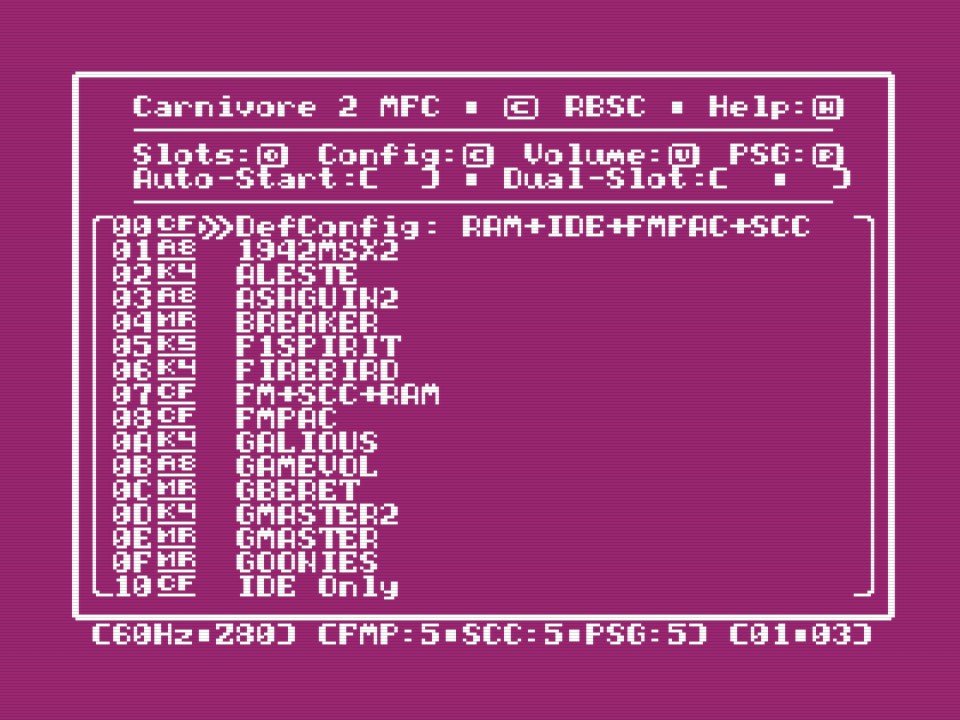 Carnivore 2 MFC ▪ [C] RBSC ▪ Help:[H]
Slots:[O] Config:[C] Volume:[V] PSG:[P]
Auto-Start:[  ] ▪ Dual-Slot:[  ▪  ]
00 CF»DefConfig: RAM+IDE+FMPAC+SCC
01 A8 1942MSX2
02 K4 ALESTE
03 A8 ASHGUIN2
04 MR BREAKER
05 K5 F1SPIRIT
06 K4 FIREBIRD
07 CF FM+SCC+RAM
08 CF FMPAC
0A K4 GALIOUS
0B A8 GAMEVOL
0C MR GBERET
0D K4 GMASTER2
0E MR GMASTER
0F MR GOONIES
10 CF IDE Only
[60Hz▪Z80] [FMP:5▪SCC:5▪PSG:5] [01▪03]